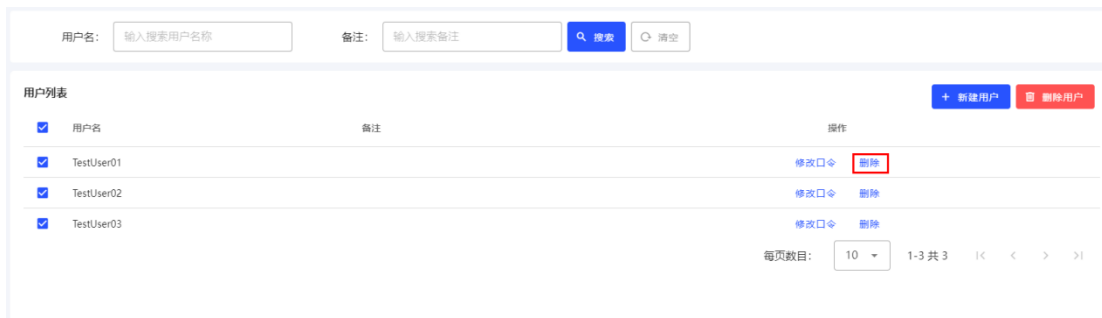 用户名： 输入搜索用户名称 备注： 输入搜索备注 搜索 清空
用户列表 + 新建用户 删除用户
用户名 备注 操作
TestUser01 修改口令 删除
TestUser02 修改口令 删除
TestUser03 修改口令 删除
每页数目： 10 1-3 共 3